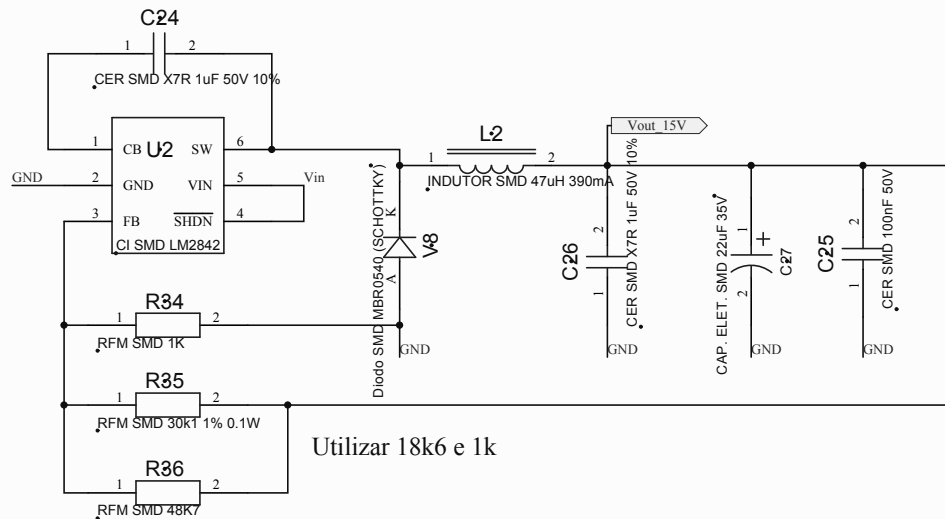 C24
1
2
CER SMD X7R 1uF 50V 10%
U2
1
CB
SW
6
GND
2
GND
VIN
5
Vin
3
FB
SHDN
4
CI SMD LM2842
L2
1
2
INDUTOR SMD 47uH 390mA
Vout_15V
K
A
V8
Diodo SMD MBR0540 (SCHOTTKY)
GND
2
1
C26
CER SMD X7R 1uF 50V 10%
GND
1
2
C27
CAP. ELET. SMD 22uF 35V
GND
2
1
C25
CER SMD 100nF 50V
GND
R34
1
2
RFM SMD 1K
R35
1
2
RFM SMD 30k1 1% 0.1W
R36
1
2
RFM SMD 48K7
Utilizar 18k6 e 1k